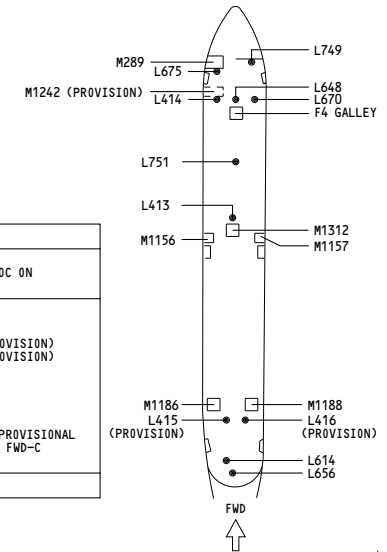 L749
M289
L675
M1242 (PROVISION)
L648
L414
L670
F4 GALLEY
L751
L413
M1156
M1312
M1157
OC ON
OVISION)
OVISION)
PROVISIONAL
FWD-C
M1186
M1188
L415
(PROVISION)
L416
(PROVISION)
L614
L656
FWD